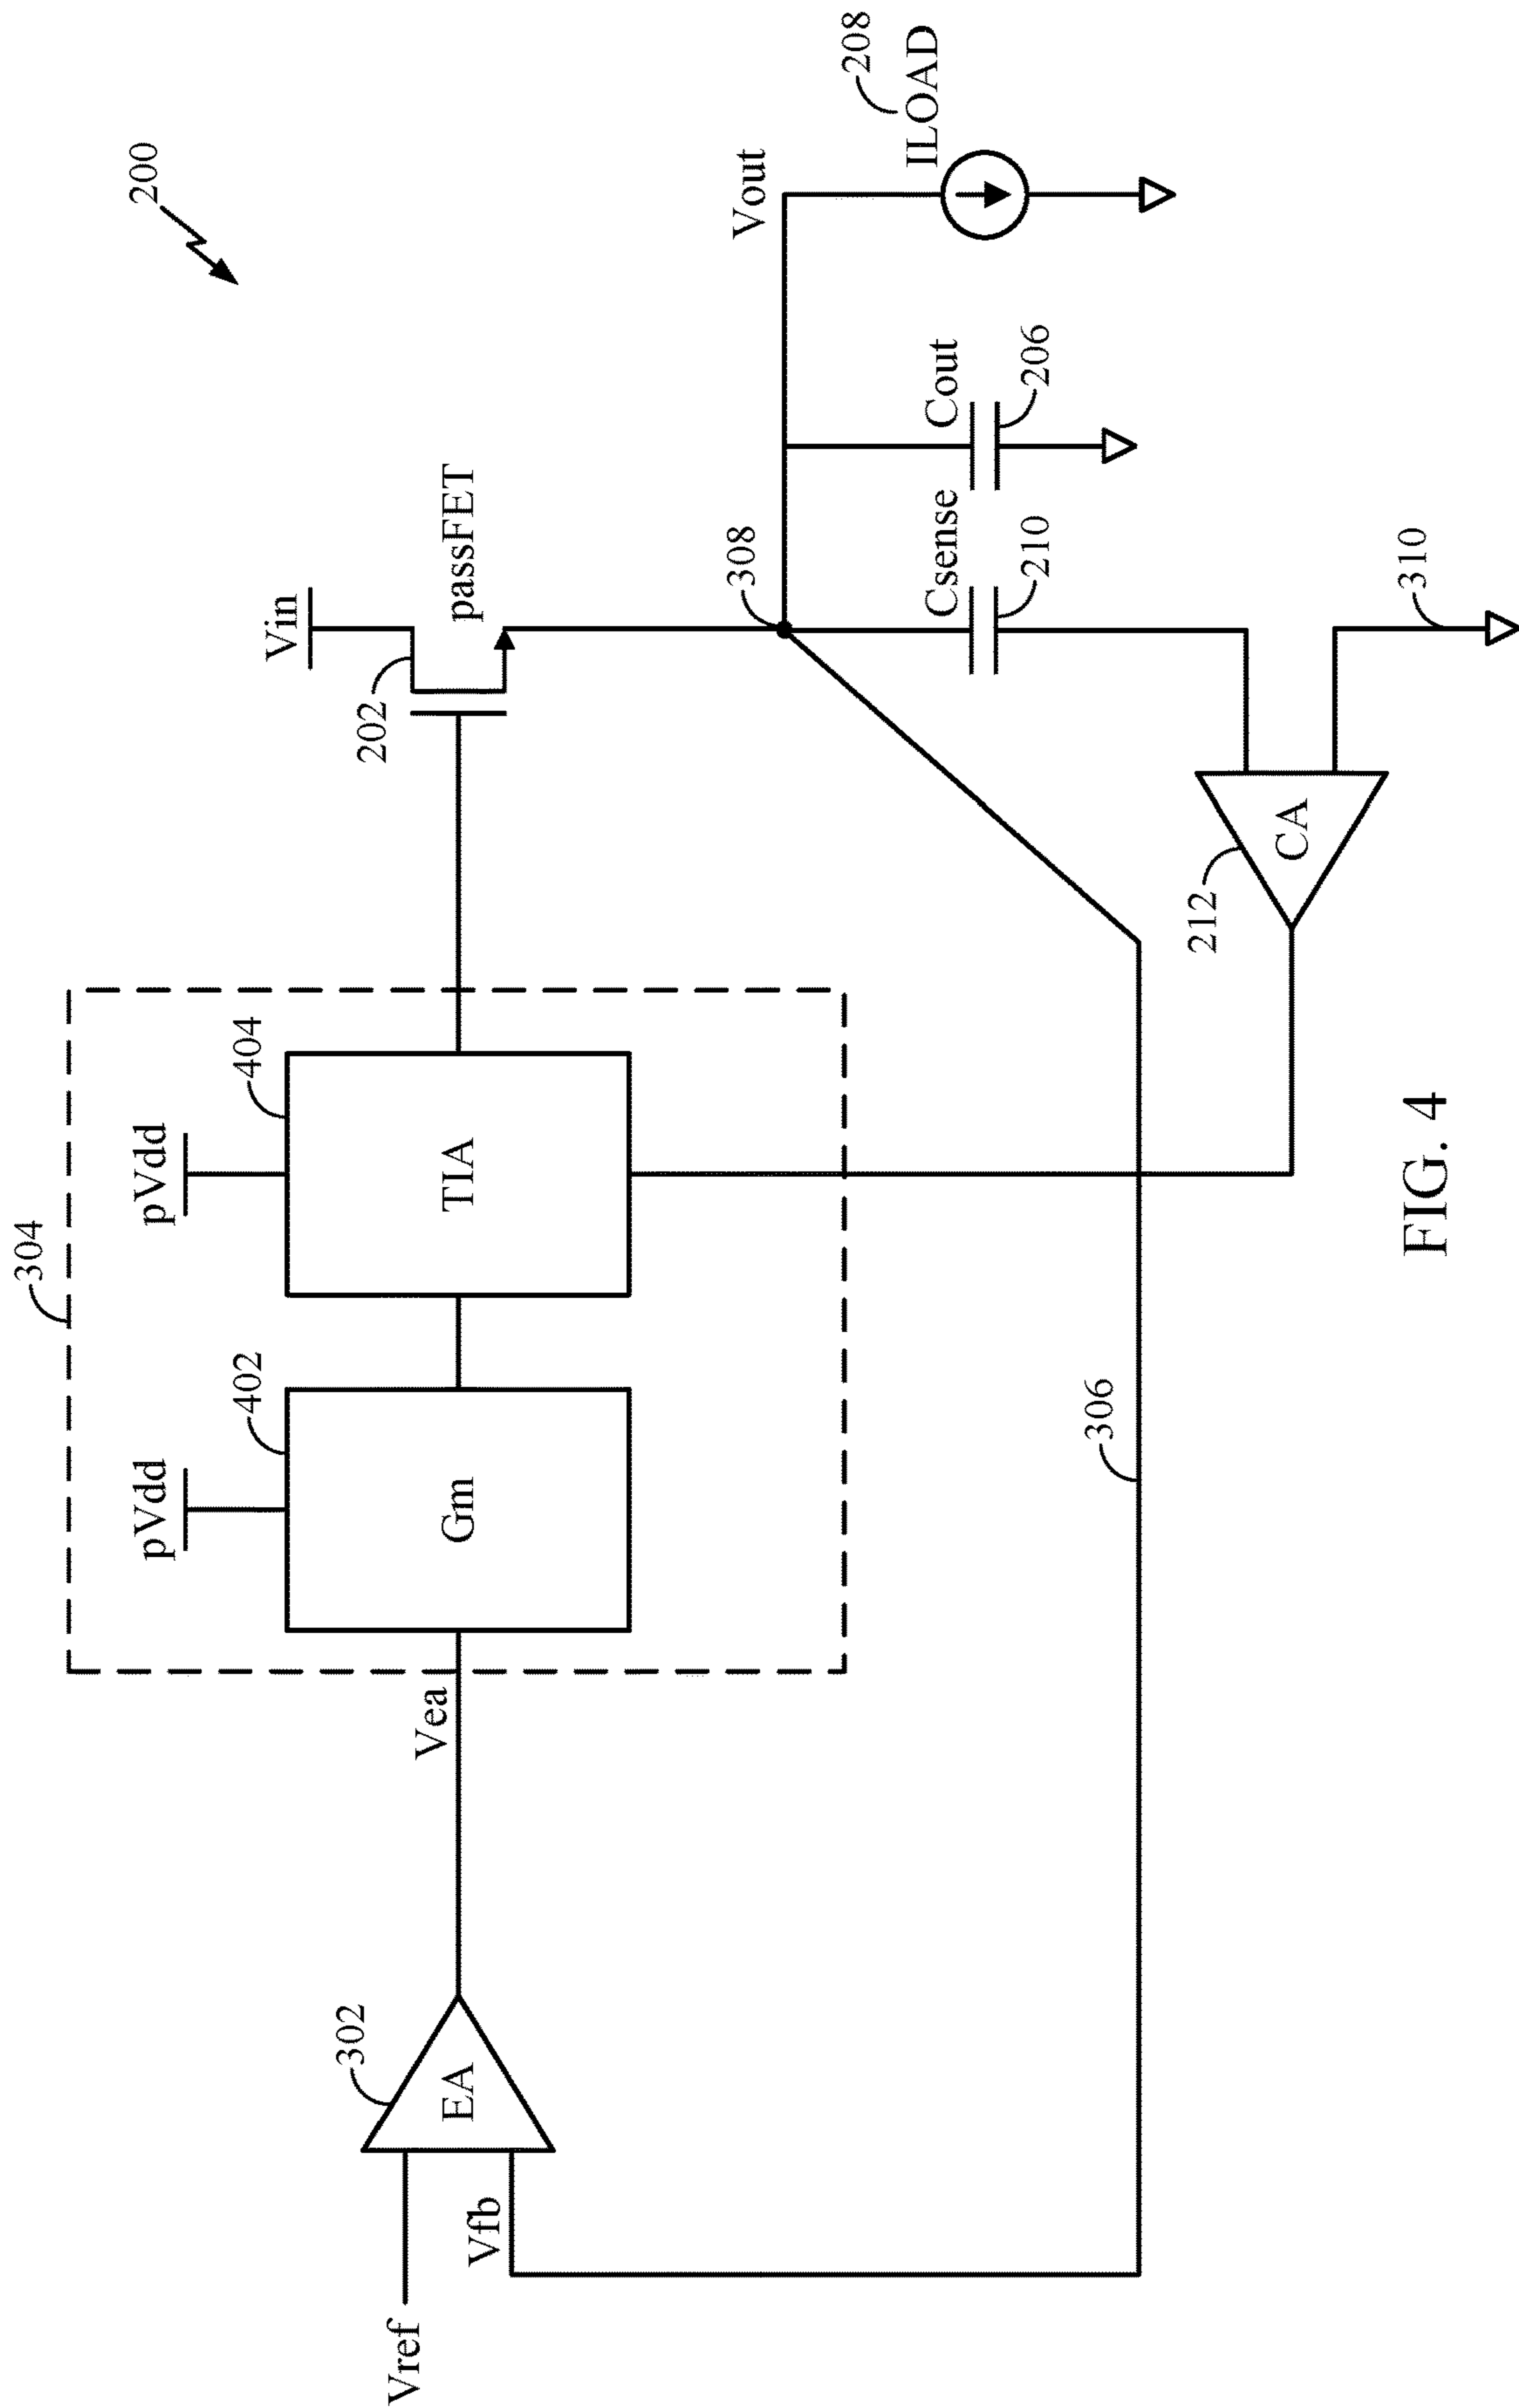 200
304
pVdd
pVdd
402
404
Gm
TIA
Vin
202
passFET
302
EA
Vref
Vfb
Vea
308
Vout
208
ILOAD
Csense
210
Cout
206
306
212
CA
310
FIG. 4